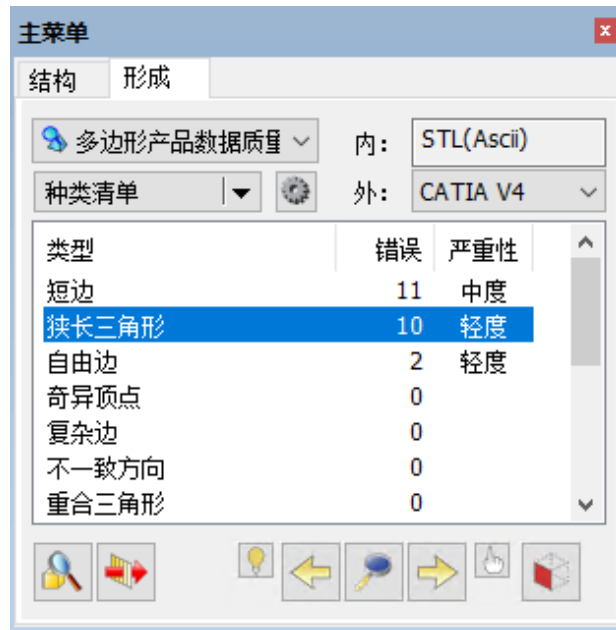 主菜单
结构 形成
多边形产品数据质量 内: STL(Ascii)
种类清单 外: CATIA V4
类型 错误 严重性
短边 11 中度
狭长三角形 10 轻度
自由边 2 轻度
奇异顶点 0
复杂边 0
不一致方向 0
重合三角形 0